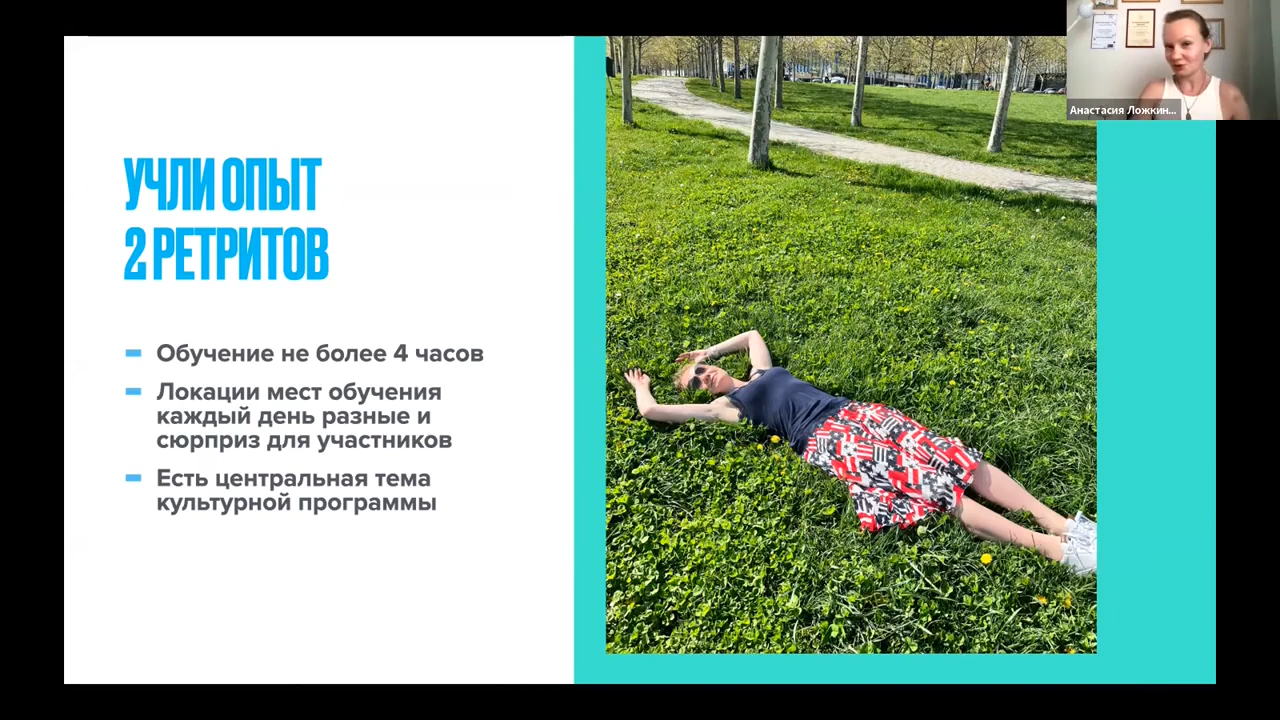 Анастасия Ложкин...
УЧЛИ ОПЫТ
2 РЕТРИТОВ
Обучение не более 4 часов
Локации мест обучения
каждый день разные и
сюрприз для участников
Есть центральная тема
культурной программы